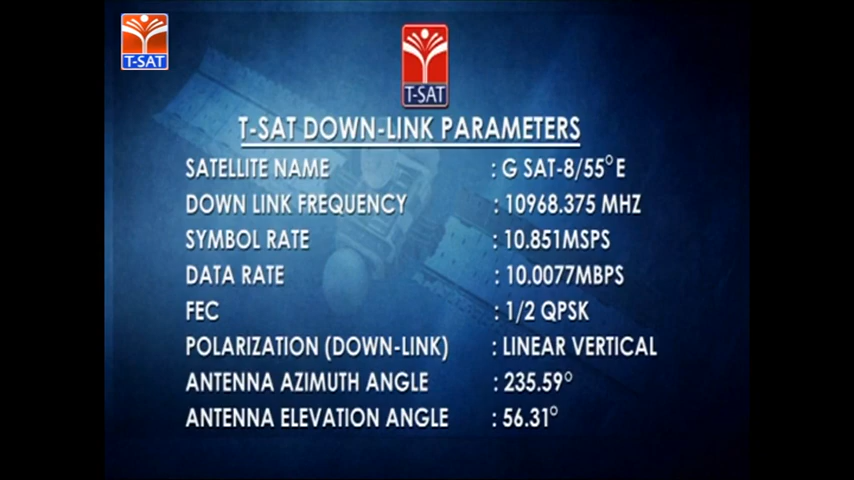 T-SAT
T-SAT
T-SAT DOWN-LINK PARAMETERS
SATELLITE NAME : G SAT-8/55° E
DOWN LINK FREQUENCY : 10968.375 MHZ
SYMBOL RATE : 10.851MSPS
DATA RATE : 10.0077MBPS
FEC : 1/2 QPSK
POLARIZATION (DOWN-LINK) : LINEAR VERTICAL
ANTENNA AZIMUTH ANGLE : 235.59°
ANTENNA ELEVATION ANGLE : 56.31°